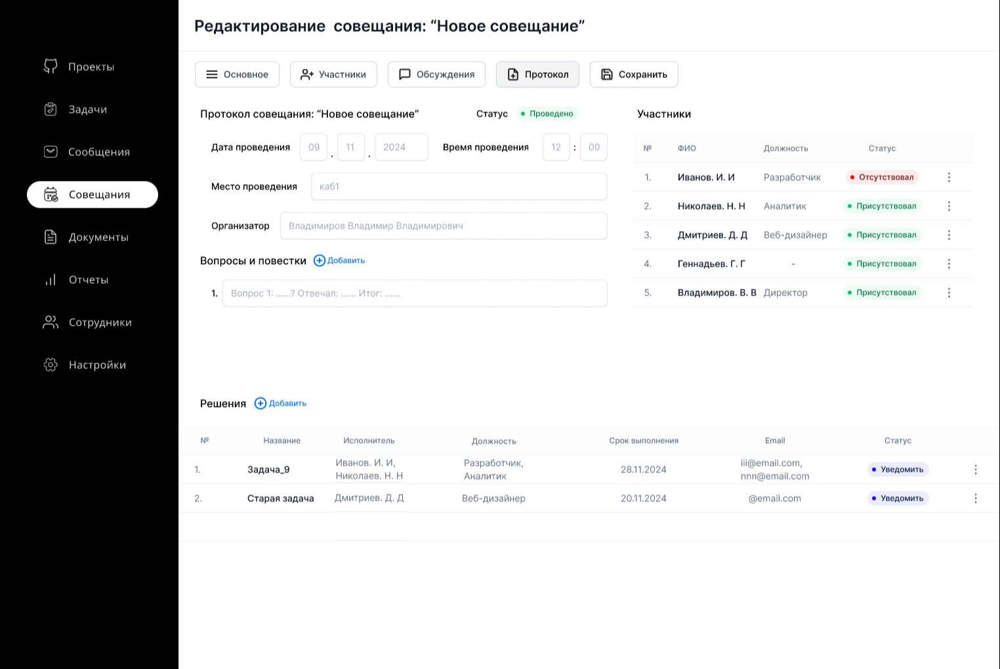 Редактирование совещания: “Новое совещание”
Проекты
Задачи
Сообщения
Совещания
Документы
Отчеты
Сотрудники
Настройки
Основное
Участники
Обсуждения
Протокол
Сохранить
Протокол совещания: “Новое совещание”
Статус
Проведено
Дата проведения
09 . 11 . 2024
Время проведения
12 : 00
Место проведения
каб1
Организатор
Владимиров Владимир Владимирович
Вопросы и повестки
Добавить
1. Вопрос 1: ......? Отвечал: ...... Итог: ......
Участники
№ ФИО Должность Статус
1. Иванов. И. И Разработчик Отсутствовал
2. Николаев. Н. Н Аналитик Присутствовал
3. Дмитриев. Д. Д Веб-дизайнер Присутствовал
4. Геннадьев. Г. Г - Присутствовал
5. Владимиров. В. В Директор Присутствовал
Решения
Добавить
№ Название Исполнитель Должность Срок выполнения Email Статус
1. Задача_9 Иванов. И. И, Николаев. Н. Н Разработчик, Аналитик 28.11.2024 iii@email.com, nnn@email.com Уведомить
2. Старая задача Дмитриев. Д. Д Веб-дизайнер 20.11.2024 @email.com Уведомить